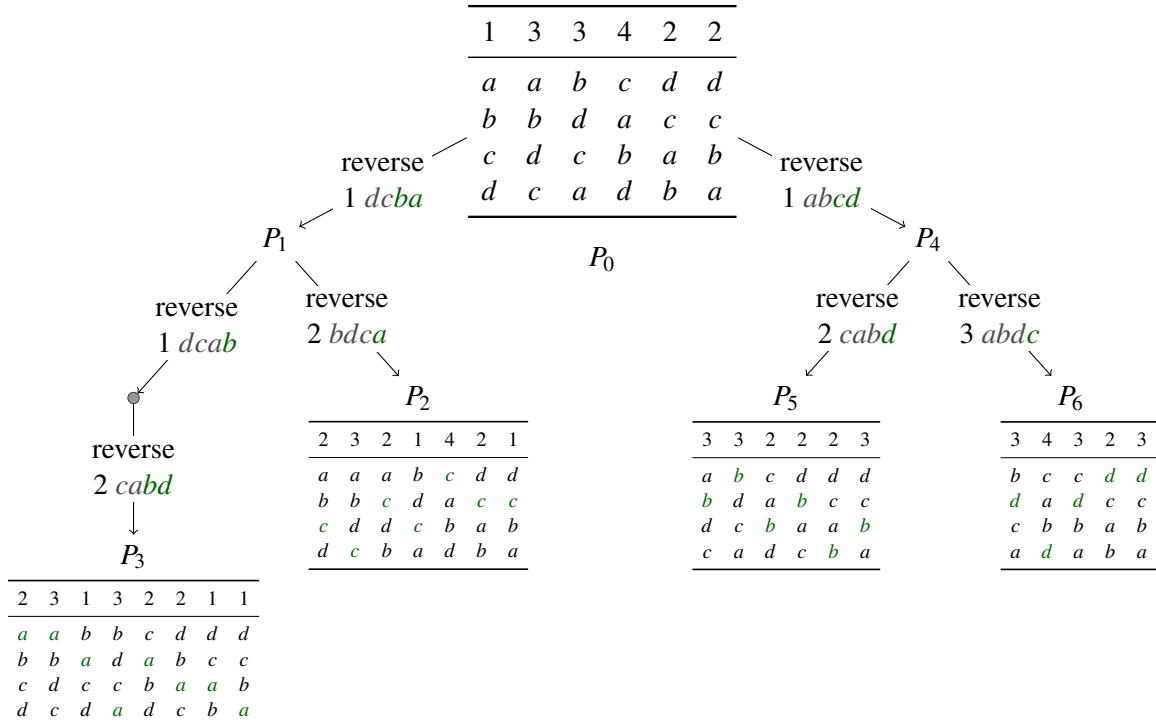 1 3 3 4 2 2
a a b c d d
b b d a c c
c d c b a b
d c a d b a
P0
reverse
1 dcba
reverse
1 abcd
P1
P4
reverse
1 dcab
reverse
2 bdca
reverse
2 cabd
reverse
3 abdc
P2
2 3 2 1 4 2 1
a a a b c d d
b b c d a c c
c d d c b a b
d c b a d b a
P5
3 3 2 2 2 3
a b c d d d
b d a b c c
d c b a a b
c a d c b a
P6
3 4 3 2 3
b c c d d
d a d c c
c b b a b
a d a b a
reverse
2 cabd
P3
2 3 1 3 2 2 1 1
a a b b c d d d
b b a d a b c c
c d c c b a a b
d c d a d c b a